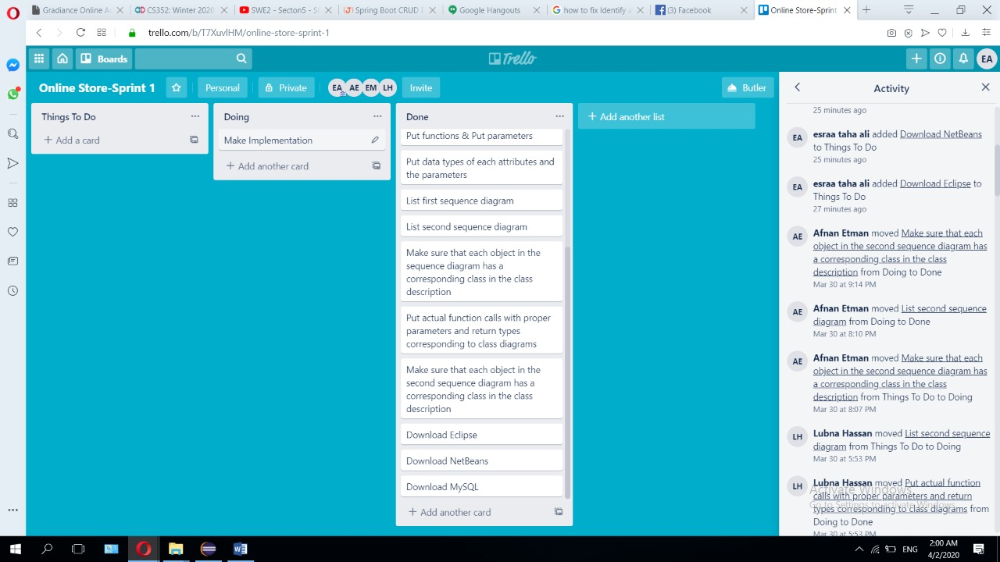 Gradiance Online A
CS352: Winter 2020
SWE2 - Secton5 - S
Spring Boot CRUD
Google Hangouts
how to fix Identify a
(3) Facebook
Online Store-Sprint
trello.com/b/T7XuvlHM/online-store-sprint-1
Boards
Trello
EA
Online Store-Sprint 1
Personal
Private
EA AE EM LH
Invite
Butler
Things To Do
+ Add a card
Doing
Make Implementation
+ Add another card
Done
Put functions & Put parameters
Put data types of each attributes and
the parameters
List first sequence diagram
List second sequence diagram
Make sure that each object in the
sequence diagram has a
corresponding class in the class
description
Put actual function calls with proper
parameters and return types
corresponding to class diagrams
Make sure that each object in the
second sequence diagram has a
corresponding class in the class
description
Download Eclipse
Download NetBeans
Download MySQL
+ Add another card
+ Add another list
Activity
25 minutes ago
EA esraa taha ali added Download NetBeans
to Things To Do
25 minutes ago
EA esraa taha ali added Download Eclipse to
Things To Do
27 minutes ago
AE Afnan Etman moved Make sure that each
object in the second sequence diagram has
a corresponding class in the class
description from Doing to Done
Mar 30 at 9:14 PM
AE Afnan Etman moved List second sequence
diagram from Doing to Done
Mar 30 at 8:10 PM
AE Afnan Etman moved Make sure that each
object in the second sequence diagram has
a corresponding class in the class
description from Things To Do to Doing
Mar 30 at 8:07 PM
LH Lubna Hassan moved List second sequence
diagram from Things To Do to Doing
Mar 30 at 5:53 PM
LH Lubna Hassan moved Put actual function
calls with proper parameters and return
types corresponding to class diagrams from
Doing to Done
Mar 30 at 5:53 PM
Activate Windows
Go to Settings to activate Windows.
ENG
2:00 AM
4/2/2020